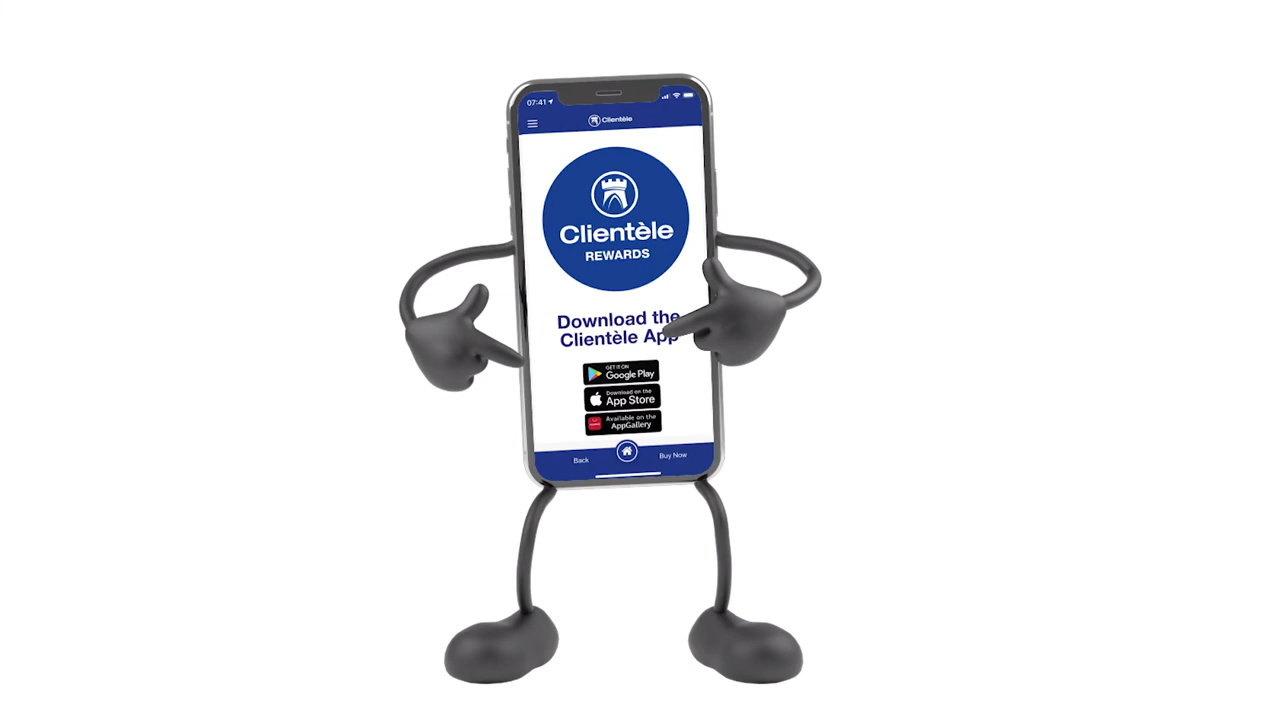 07:41
Clientèle
Clientèle
REWARDS
Download the
Clientèle App
GET IT ON
Google Play
Download on the
App Store
Available on the
AppGallery
Back
Buy Now